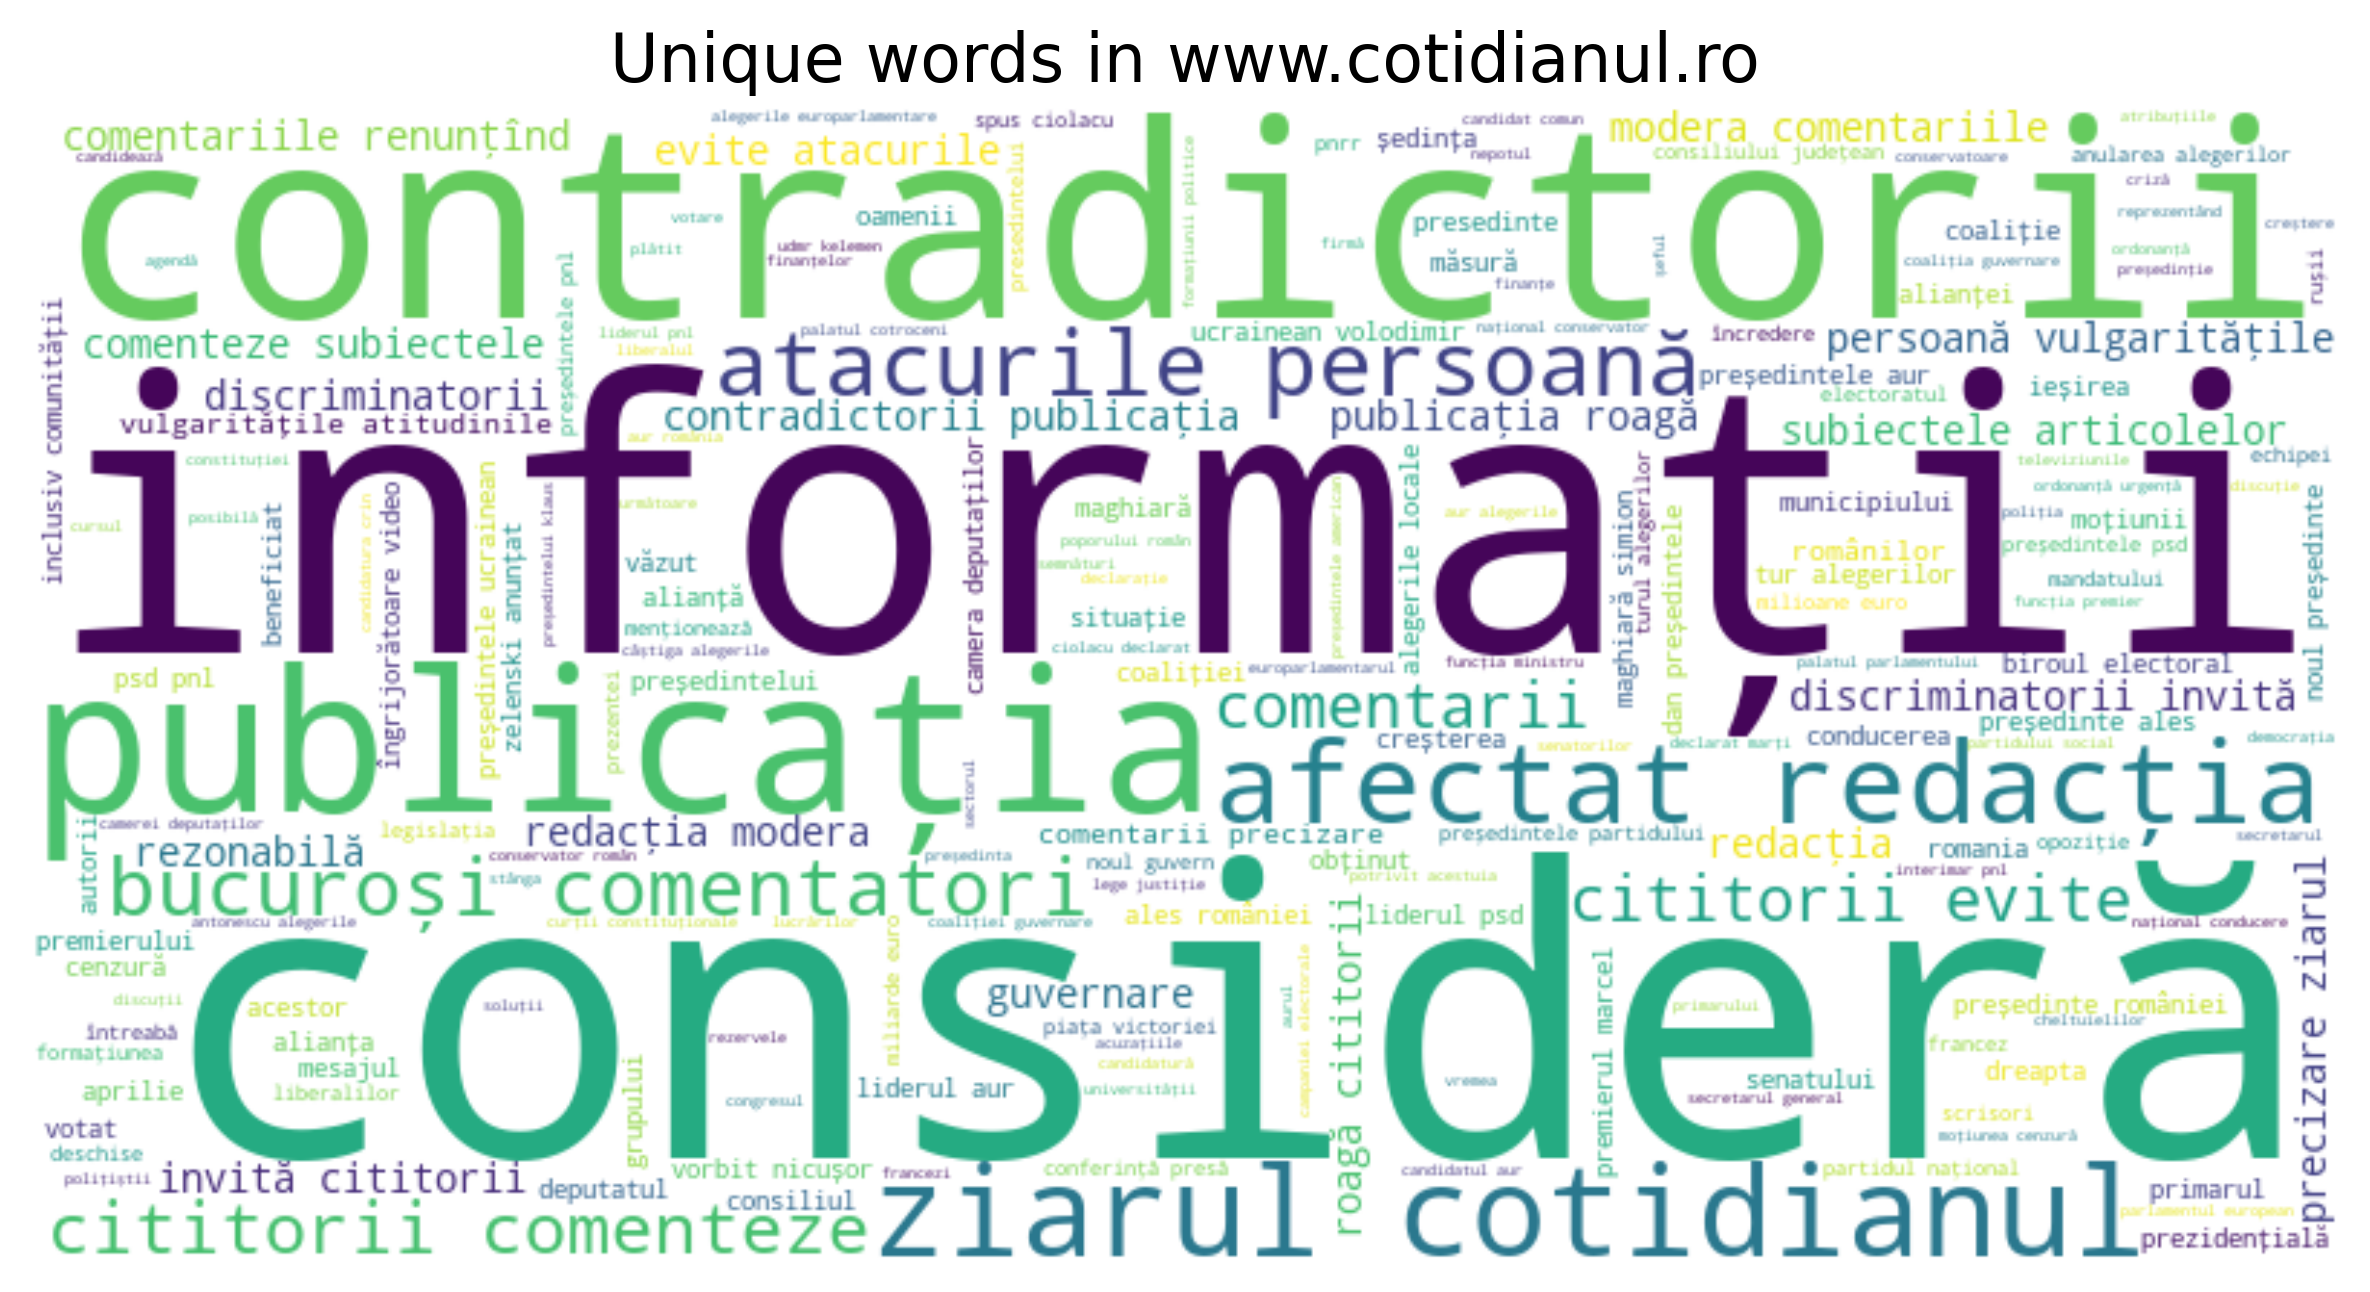 Unique words in www.cotidianul.ro
alegerile europarlamentare
spus ciolacu
candidat comun
atribuțiile
comentariile renunțînd
evite atacurile
pnrr
ședința
modera comentariile
candidează
nepotul
consiliului județean
conservatoare
anularea alegerilor
contradictorii
președintelui
formațiunii politice
criză
votare
oamenii
presedinte
reprezentând
creștere
plătit
udmr kelemen
finanțelor
firmă
măsură
șeful
coaliție
ordonanță
agendă
coaliția guvernare
președinție
finanțe
alianței
rușii
președintele pnl
inclusiv comunității
liderul pnl
palatul cotroceni
ucrainean volodimir
național conservator
încredere
persoană vulgaritățile
comenteze subiectele
liberalul
atacurile persoană
președintele aur
ieșirea
discriminatorii
electoratul
vulgaritățile atitudinile
contradictorii publicația
publicația roagă
subiectele articolelor
aur românia
informații
constituției
televiziunile
echipei
cursul
posibilă
beneficiat
candidatura crin
îngrijorătoare video
președintele ucrainean
zelenski anunțat
președintelui klaus
următoare
camera deputaților
maghiară
președintele american
alegerile locale
aur alegerile
maghiară simion
turul alegerilor
dan președintele
municipiului
ordonanță urgență
discuție
poliția
moțiunii
noul președinte
poporului român
românilor
președintele psd
văzut
semnături
declarație
tur alegerilor
mandatului
alianță
milioane euro
funcția premier
situație
menționează
câștiga alegerile
ciolacu declarat
coaliției
europarlamentarul
funcția ministru
palatul parlamentului
biroul electoral
psd pnl
președintelui
prezentei
publicația
comentarii
discriminatorii invită
președinte ales
creșterea
senatorilor
declarat marți
conducerea
partidului social
democrația
afectat redacția
sectorul
autorii
camerei deputaților
legislația
redacția modera
comentarii precizare
președintele partidului
redacția
romania
opoziție
secretarul
rezonabilă
conservator român
președinta
noul guvern
obținut
interimar pnl
bucuroși comentatori
stânga
lege justiție
potrivit acestuia
cititorii evite
precizare ziarul
antonescu alegerile
curții constituționale
lucrărilor
coaliției guvernare
ales româniei
liderul psd
național conducere
premierului
cenzură
miliarde euro
roagă cititorii
consideră
discuții
acestor
soluții
guvernare
aurul
campaniei electorale
premierul marcel
primarului
președinte româniei
cheltuielilor
întreabă
piața victoriei
alianța
rezervele
acuzațiile
francez
formațiunea
mesajul
grupului
candidatură
dreapta
aprilie
liberalilor
congresul
liderul aur
universității
vremea
senatului
secretarul general
scrisori
votat
moțiunea cenzură
deschise
polițiștii
invită cititorii
deputatul
vorbit nicușor
francezi
conferință presă
candidatul aur
partidul național
consiliul
primarul
cititorii comenteze
ziarul cotidianul
parlamentul european
prezidențială